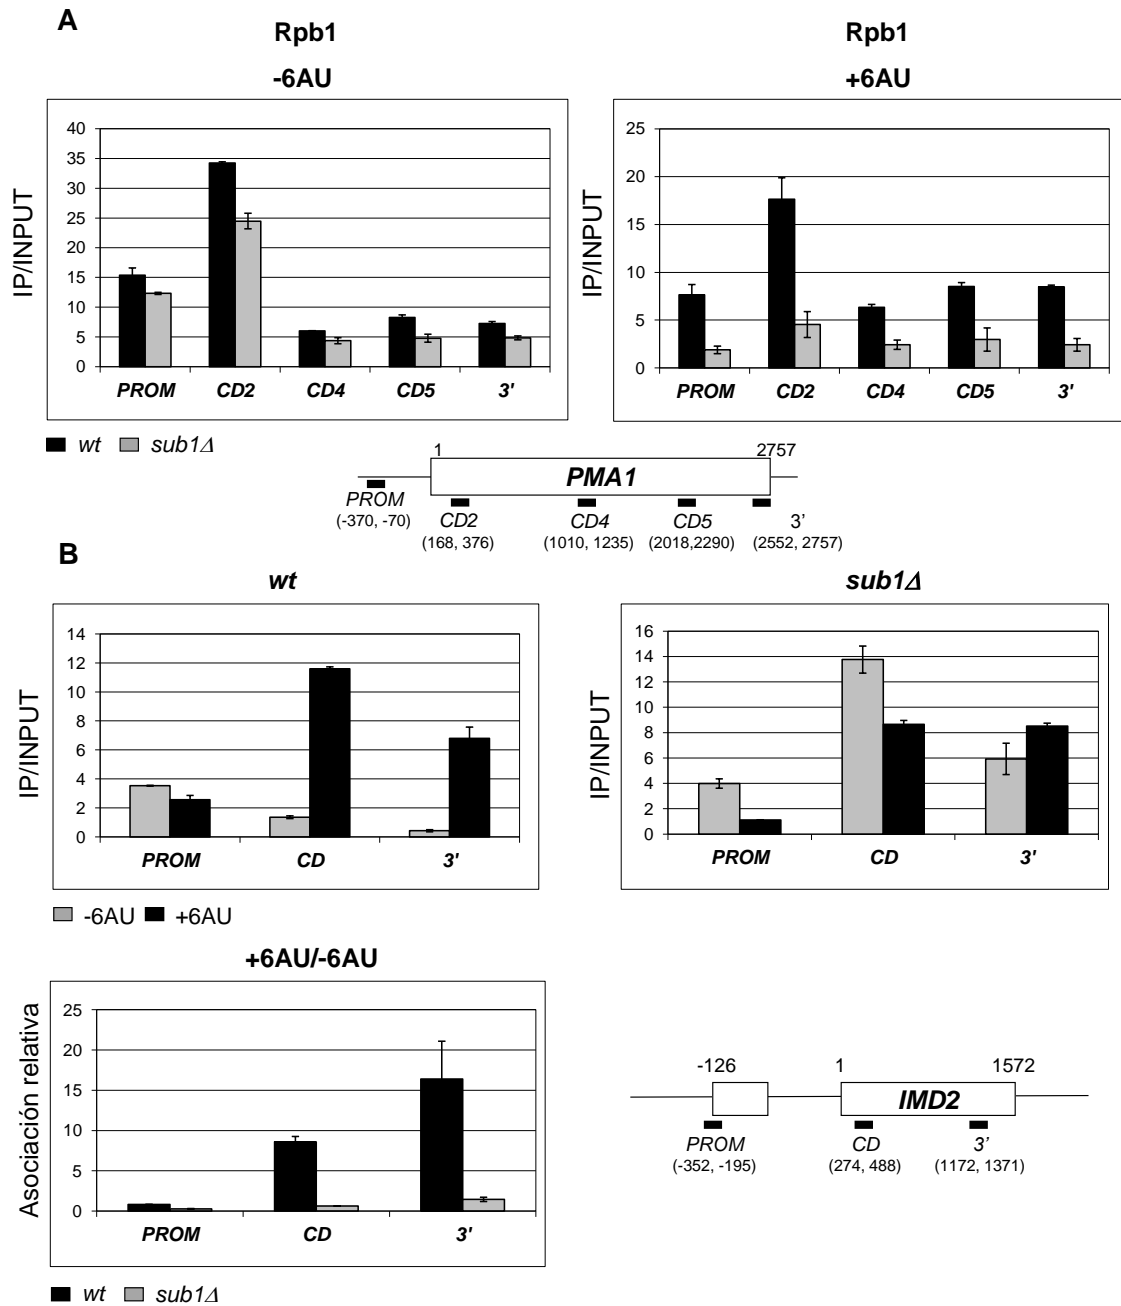 A
Rpb1
-6AU
IP/INPUT
40
35
30
25
20
15
10
5
0
PROM CD2 CD4 CD5 3'
Rpb1
+6AU
IP/INPUT
25
20
15
10
5
0
PROM CD2 CD4 CD5 3'
wt sub1Δ
1 2757
PMA1
PROM CD2 CD4 CD5 3’
(-370, -70) (168, 376) (1010, 1235) (2018,2290) (2552, 2757)
B
wt
IP/INPUT
14
12
10
8
6
4
2
0
PROM CD 3'
-6AU +6AU
sub1Δ
IP/INPUT
16
14
12
10
8
6
4
2
0
PROM CD 3'
+6AU/-6AU
Asociación relativa
25
20
15
10
5
0
PROM CD 3'
wt sub1Δ
-126 1 1572
IMD2
PROM CD 3’
(-352, -195) (274, 488) (1172, 1371)